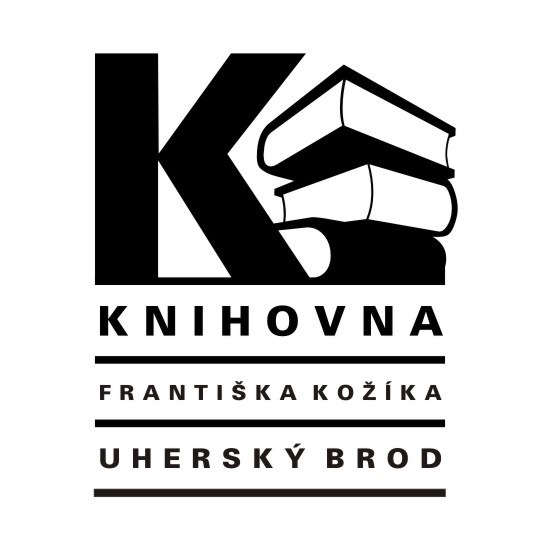 K
KNIHOVNA
FRANTIŠKA KOŽÍKA
UHERSKÝ BROD